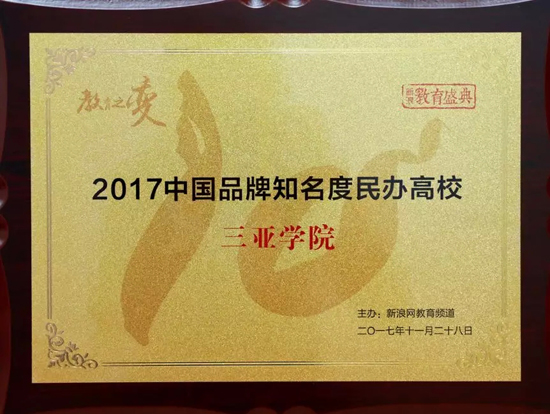 教育之变
新浪教育盛典
10
2017中国品牌知名度民办高校
三亚学院
主办：新浪网教育频道
二〇一七年十一月二十八日